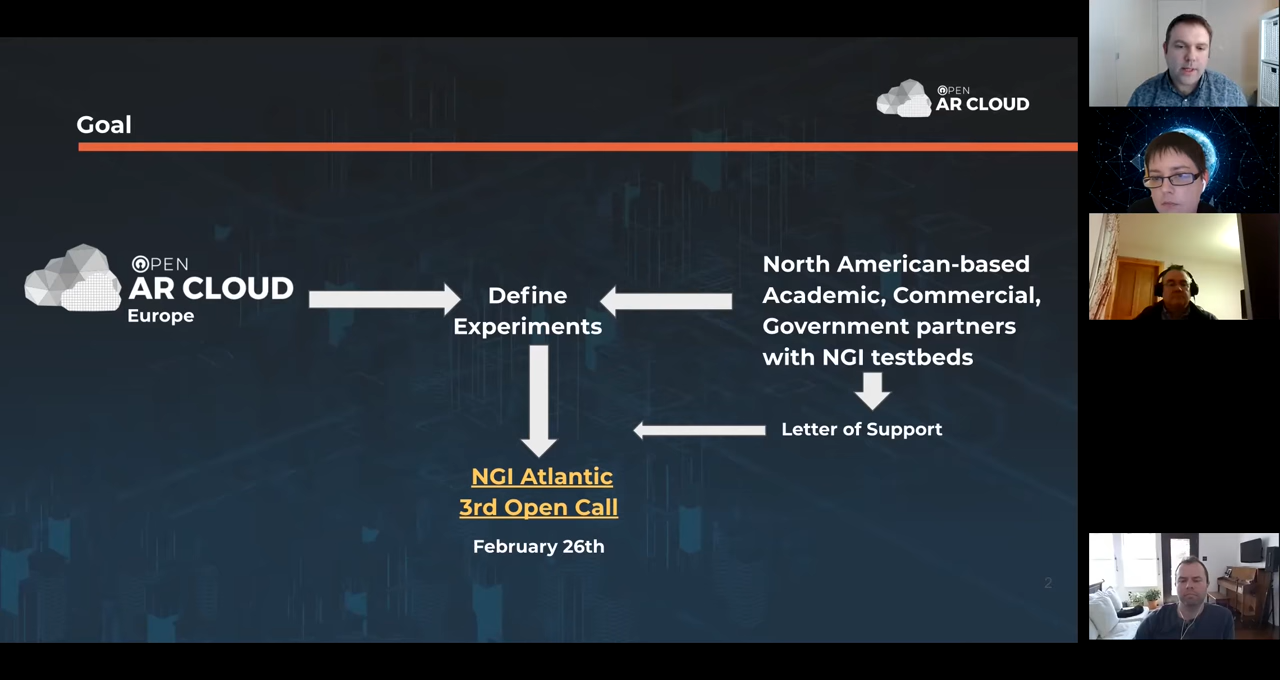 OPEN
AR CLOUD
Goal
OPEN
AR CLOUD
Europe
Define
Experiments
North American-based
Academic, Commercial,
Government partners
with NGI testbeds
Letter of Support
NGI Atlantic
3rd Open Call
February 26th
2